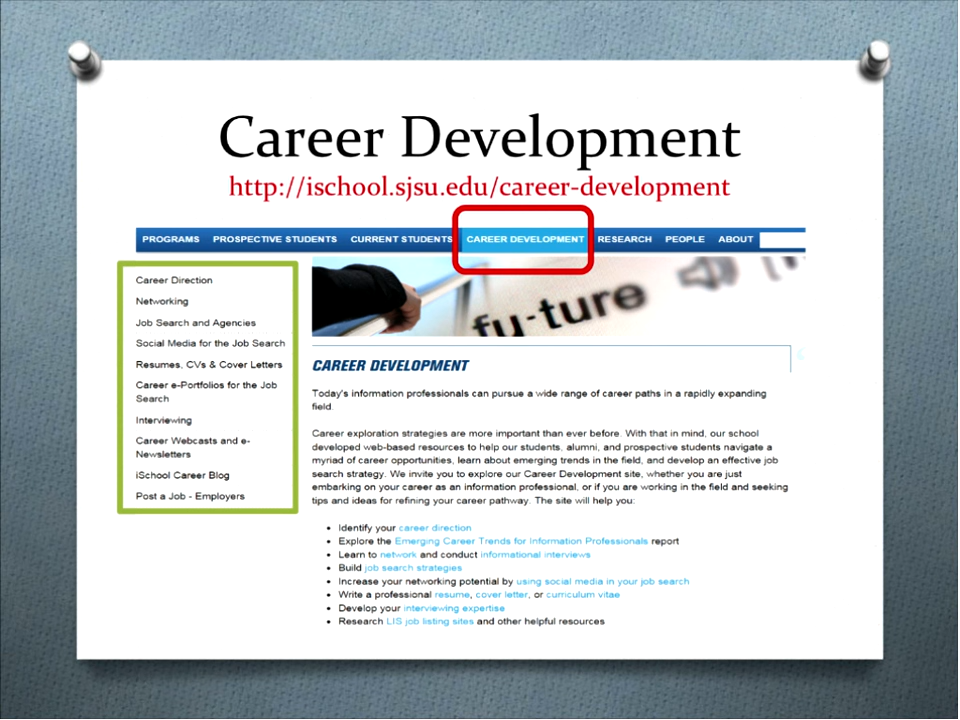 Career Development
http://ischool.sjsu.edu/career-development
PROGRAMS PROSPECTIVE STUDENTS CURRENT STUDENTS CAREER DEVELOPMENT RESEARCH PEOPLE ABOUT
Career Direction
Networking
Job Search and Agencies
Social Media for the Job Search
Resumes, CVs & Cover Letters
Career e-Portfolios for the Job
Search
Interviewing
Career Webcasts and e-
Newsletters
iSchool Career Blog
Post a Job - Employers
fu·ture
CAREER DEVELOPMENT
Today's information professionals can pursue a wide range of career paths in a rapidly expanding
field.
Career exploration strategies are more important than ever before. With that in mind, our school
developed web-based resources to help our students, alumni, and prospective students navigate a
myriad of career opportunities, learn about emerging trends in the field, and develop an effective job
search strategy. We invite you to explore our Career Development site, whether you are just
embarking on your career as an information professional, or if you are working in the field and seeking
tips and ideas for refining your career pathway. The site will help you:
• Identify your career direction
• Explore the Emerging Career Trends for Information Professionals report
• Learn to network and conduct informational interviews
• Build job search strategies
• Increase your networking potential by using social media in your job search
• Write a professional resume, cover letter, or curriculum vitae
• Develop your interviewing expertise
• Research LIS job listing sites and other helpful resources